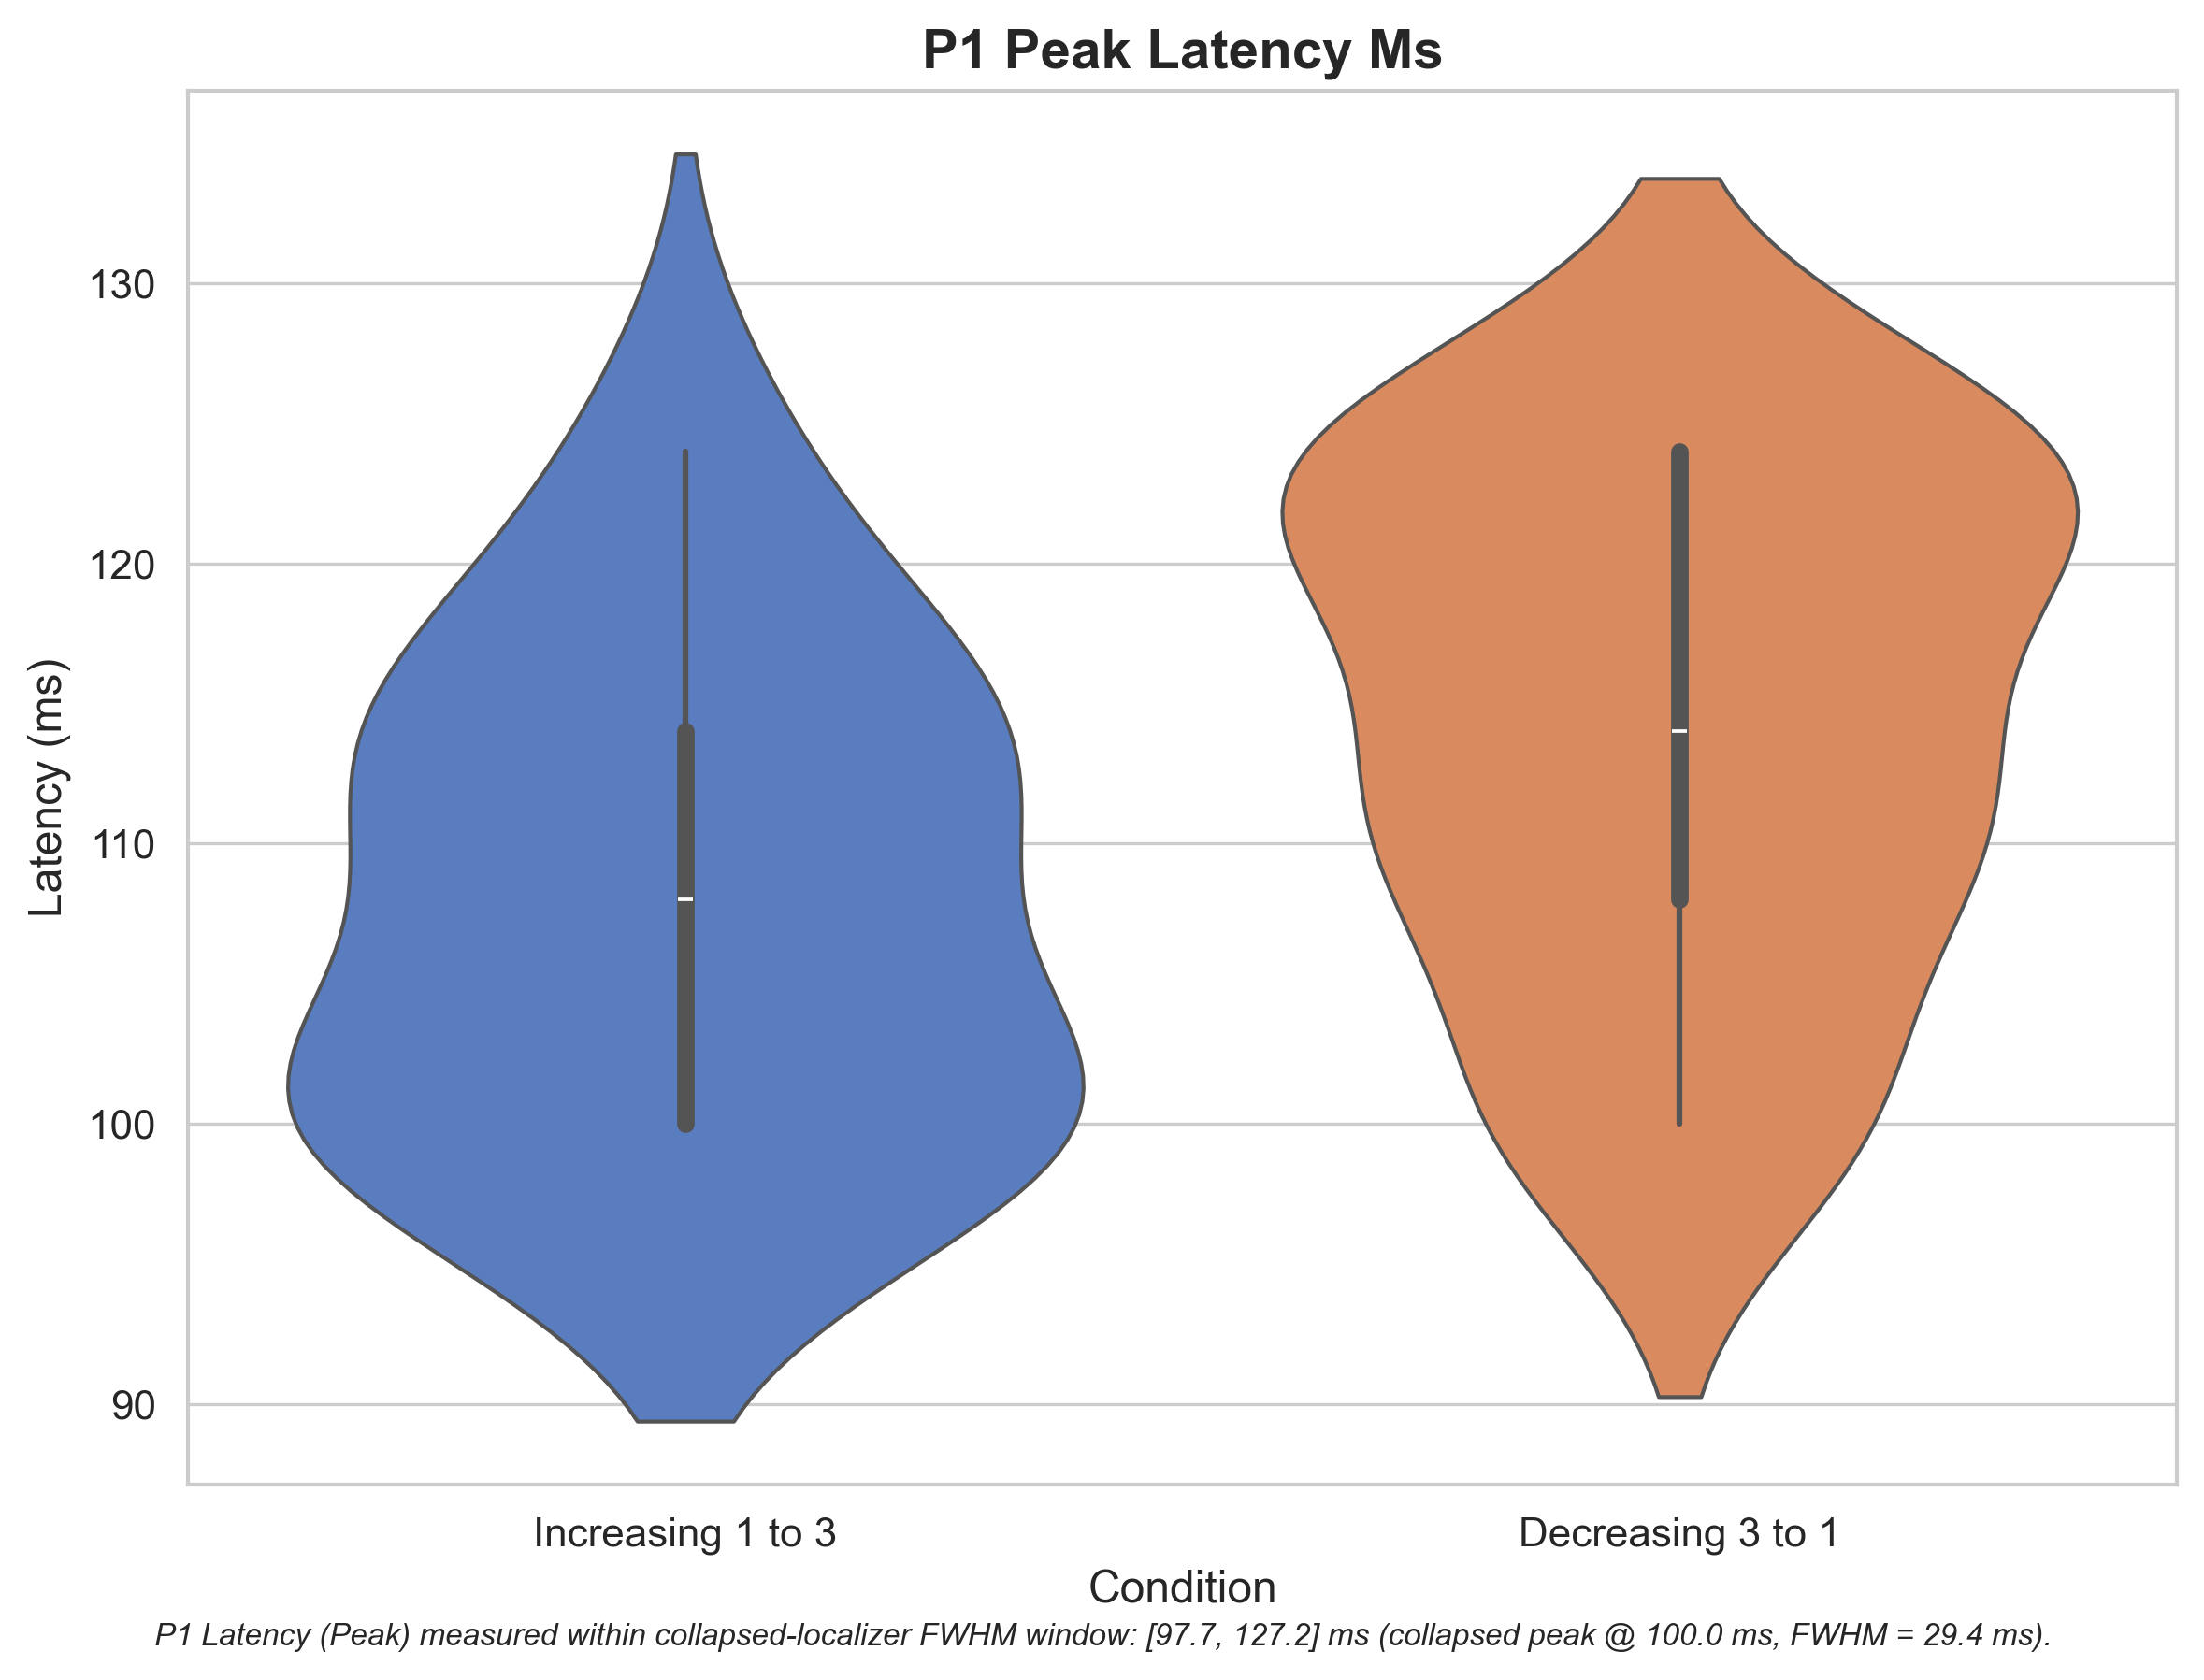 P1 Peak Latency Ms
Latency (ms)
130
120
110
100
90
Increasing 1 to 3
Decreasing 3 to 1
Condition
P1 Latency (Peak) measured within collapsed-localizer FWHM window: [97.7, 127.2] ms (collapsed peak @ 100.0 ms, FWHM = 29.4 ms).